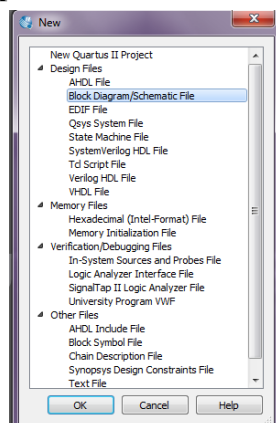 New
New Quartus II Project
Design Files
AHDL File
Block Diagram/Schematic File
EDIF File
Qsys System File
State Machine File
SystemVerilog HDL File
Tcl Script File
Verilog HDL File
VHDL File
Memory Files
Hexadecimal (Intel-Format) File
Memory Initialization File
Verification/Debugging Files
In-System Sources and Probes File
Logic Analyzer Interface File
SignalTap II Logic Analyzer File
University Program VWF
Other Files
AHDL Include File
Block Symbol File
Chain Description File
Synopsys Design Constraints File
Text File
OK Cancel Help